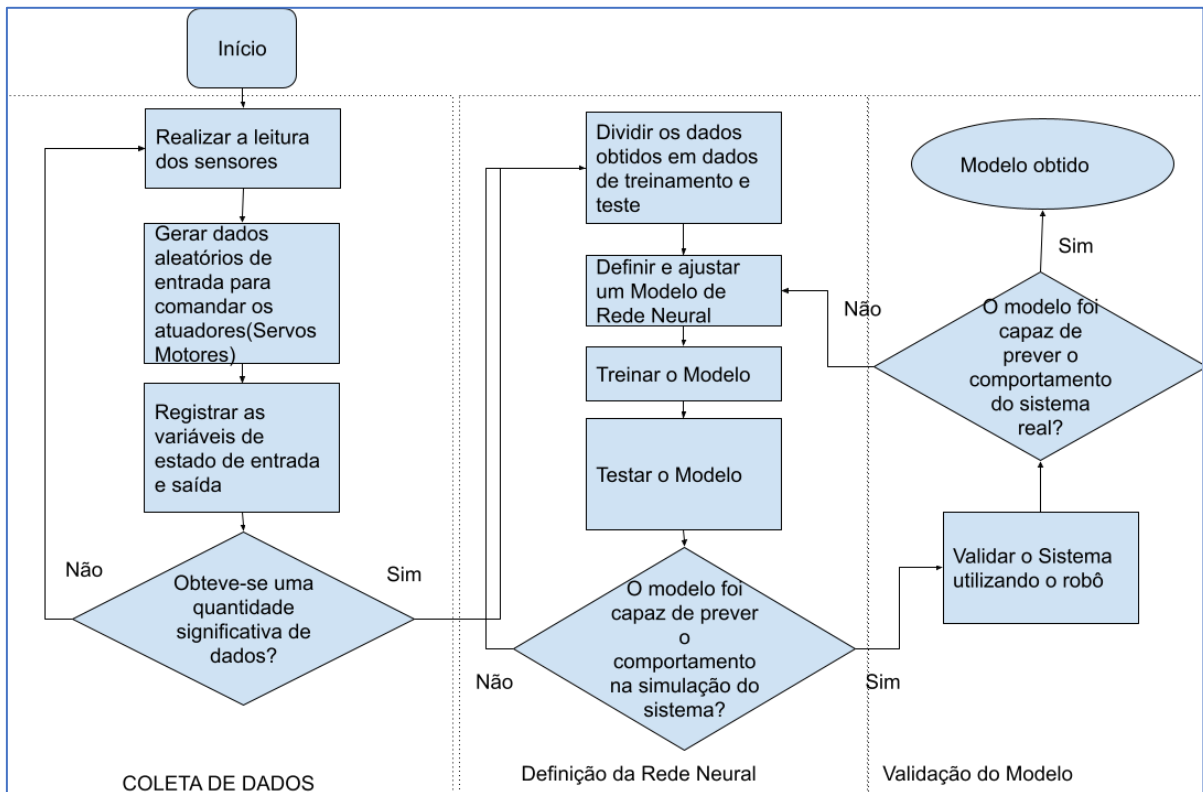 Início
Realizar a leitura
dos sensores
Gerar dados
aleatórios de
entrada para
comandar os
atuadores(Servos
Motores)
Registrar as
variáveis de
estado de entrada
e saída
Não
Obteve-se uma
quantidade
significativa de
dados?
Sim
COLETA DE DADOS
Dividir os dados
obtidos em dados
de treinamento e
teste
Definir e ajustar
um Modelo de
Rede Neural
Treinar o Modelo
Testar o Modelo
O modelo foi
capaz de prever
o
comportamento
na simulação do
sistema?
Não
Sim
Definição da Rede Neural
Modelo obtido
Sim
Não
O modelo foi
capaz de
prever o
comportamento
do sistema
real?
Validar o Sistema
utilizando o robô
Validação do Modelo